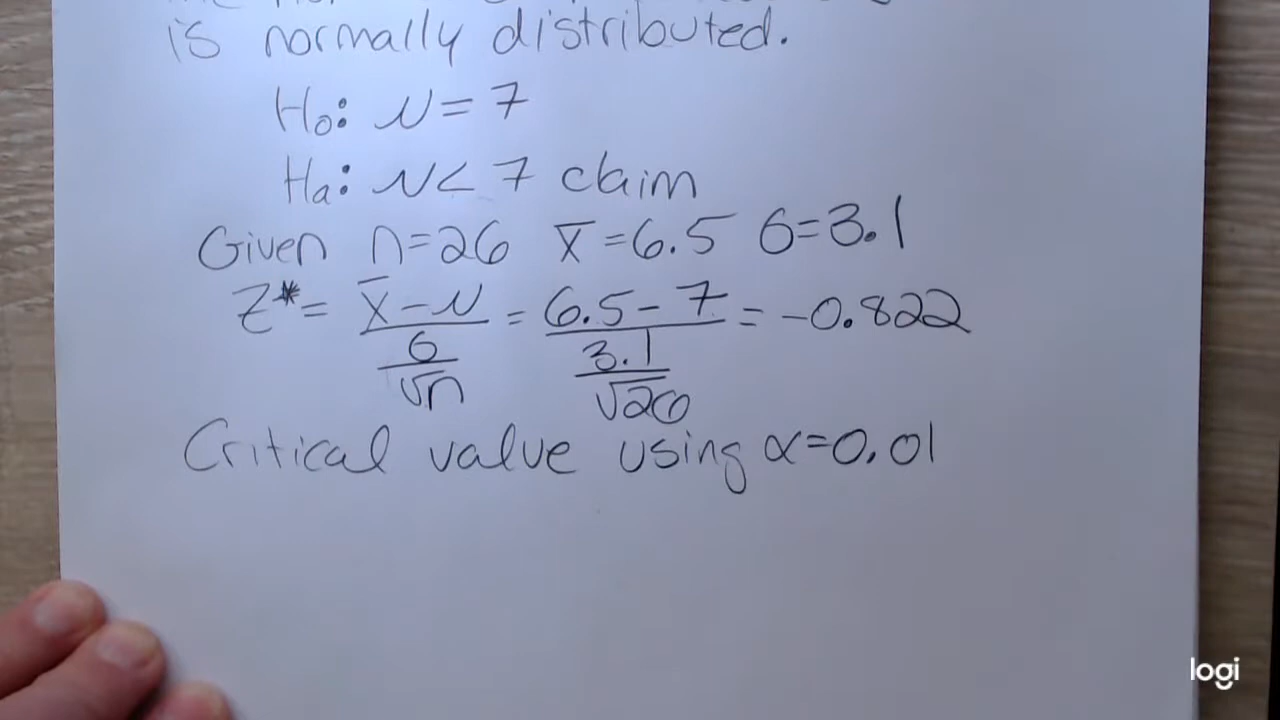 is normally distributed.
H₀: μ = 7
Ha: μ < 7 claim
Given n=26 x̄=6.5 σ=3.1
Z*= x̄-μ / (σ/√n) = 6.5-7 / (3.1/√26) = -0.822
Critical value using α=0.01
logi